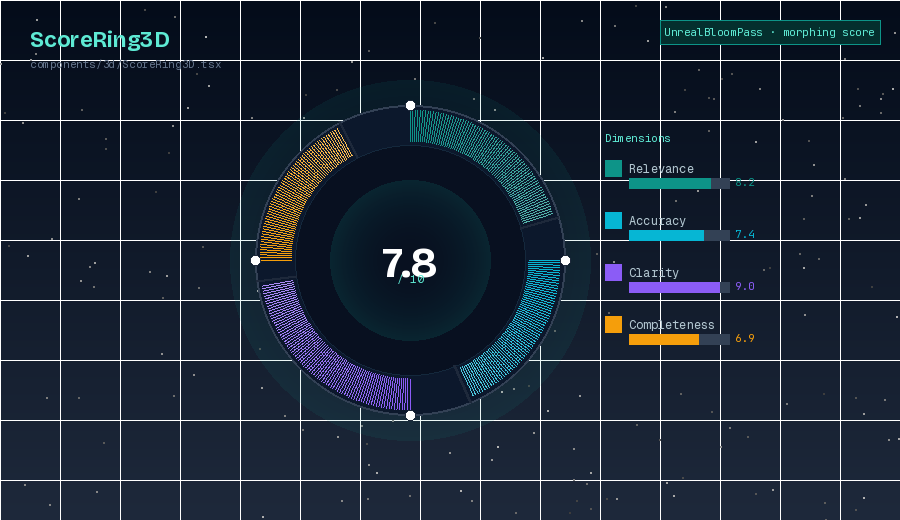 ScoreRing3D
components/3d/ScoreRing3D.tsx
UnrealBloomPass · morphing score
Dimensions
Relevance
8.2
Accuracy
7.4
Clarity
9.0
Completeness
6.9
7.8
/ 10